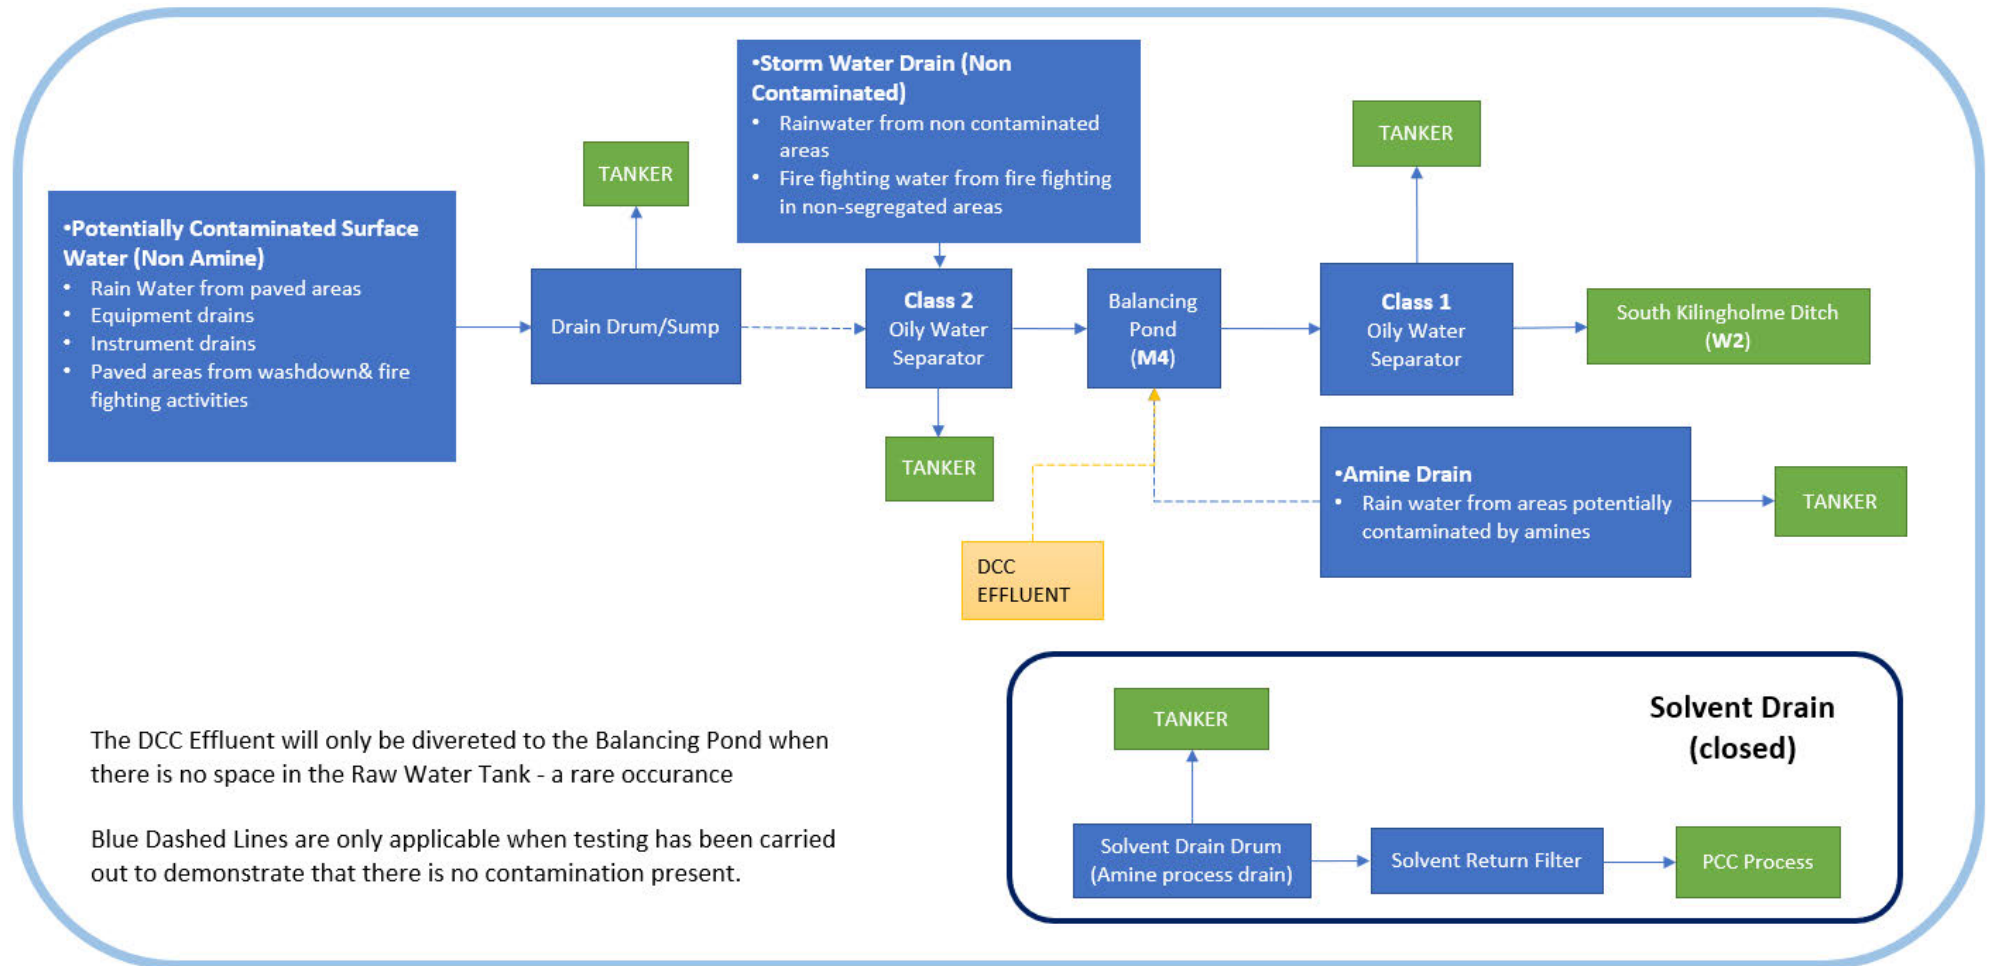 •Potentially Contaminated Surface
Water (Non Amine)
• Rain Water from paved areas
• Equipment drains
• Instrument drains
• Paved areas from washdown& fire
fighting activities
TANKER
Drain Drum/Sump
•Storm Water Drain (Non
Contaminated)
• Rainwater from non contaminated
areas
• Fire fighting water from fire fighting
in non-segregated areas
Class 2
Oily Water
Separator
TANKER
Balancing
Pond
(M4)
TANKER
Class 1
Oily Water
Separator
South Kilingholme Ditch
(W2)
•Amine Drain
• Rain water from areas potentially
contaminated by amines
TANKER
DCC
EFFLUENT
The DCC Effluent will only be divereted to the Balancing Pond when
there is no space in the Raw Water Tank - a rare occurance
Blue Dashed Lines are only applicable when testing has been carried
out to demonstrate that there is no contamination present.
Solvent Drain
(closed)
TANKER
Solvent Drain Drum
(Amine process drain)
Solvent Return Filter
PCC Process